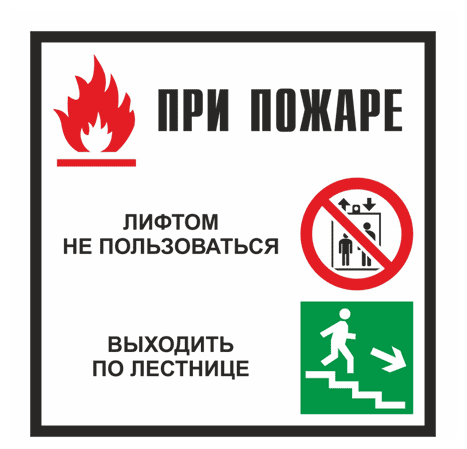 ПРИ ПОЖАРЕ
ЛИФТОМ
НЕ ПОЛЬЗОВАТЬСЯ
ВЫХОДИТЬ
ПО ЛЕСТНИЦЕ